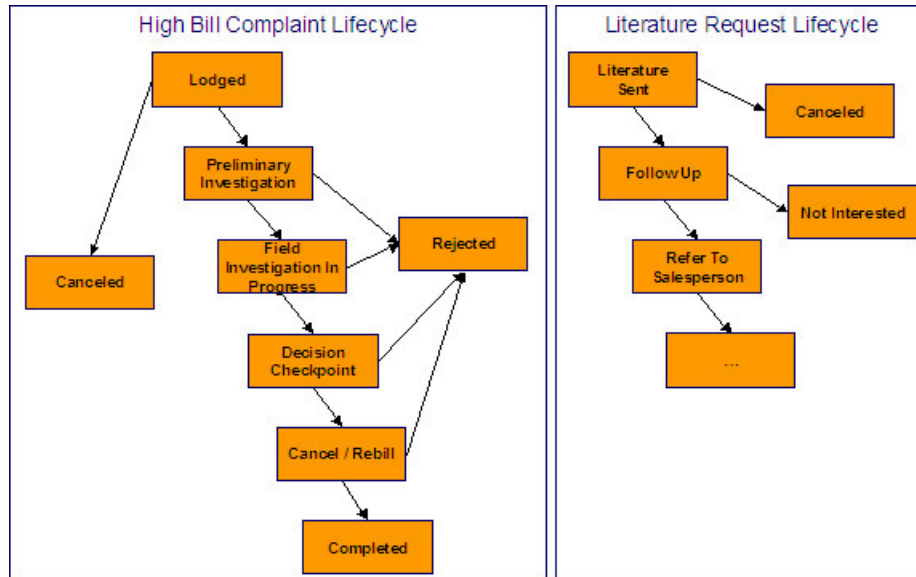 High Bill Complaint Lifecycle
Lodged
Preliminary
Investigation
Field
Investigation In
Progress
Rejected
Canceled
Decision
Checkpoint
Cancel / Rebill
Completed
Literature Request Lifecycle
Literature
Sent
Canceled
Follow Up
Not Interested
Refer To
Salesperson
...